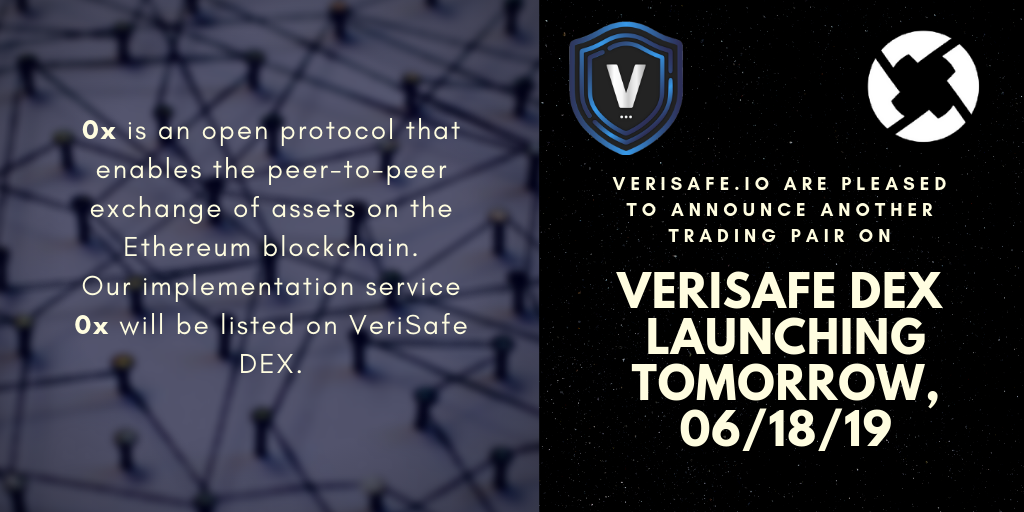 0x is an open protocol that
enables the peer-to-peer
exchange of assets on the
Ethereum blockchain.
Our implementation service
0x will be listed on VeriSafe
DEX.
V
VERISAFE.IO ARE PLEASED
TO ANNOUNCE ANOTHER
TRADING PAIR ON
VERISAFE DEX
LAUNCHING
TOMORROW,
06/18/19